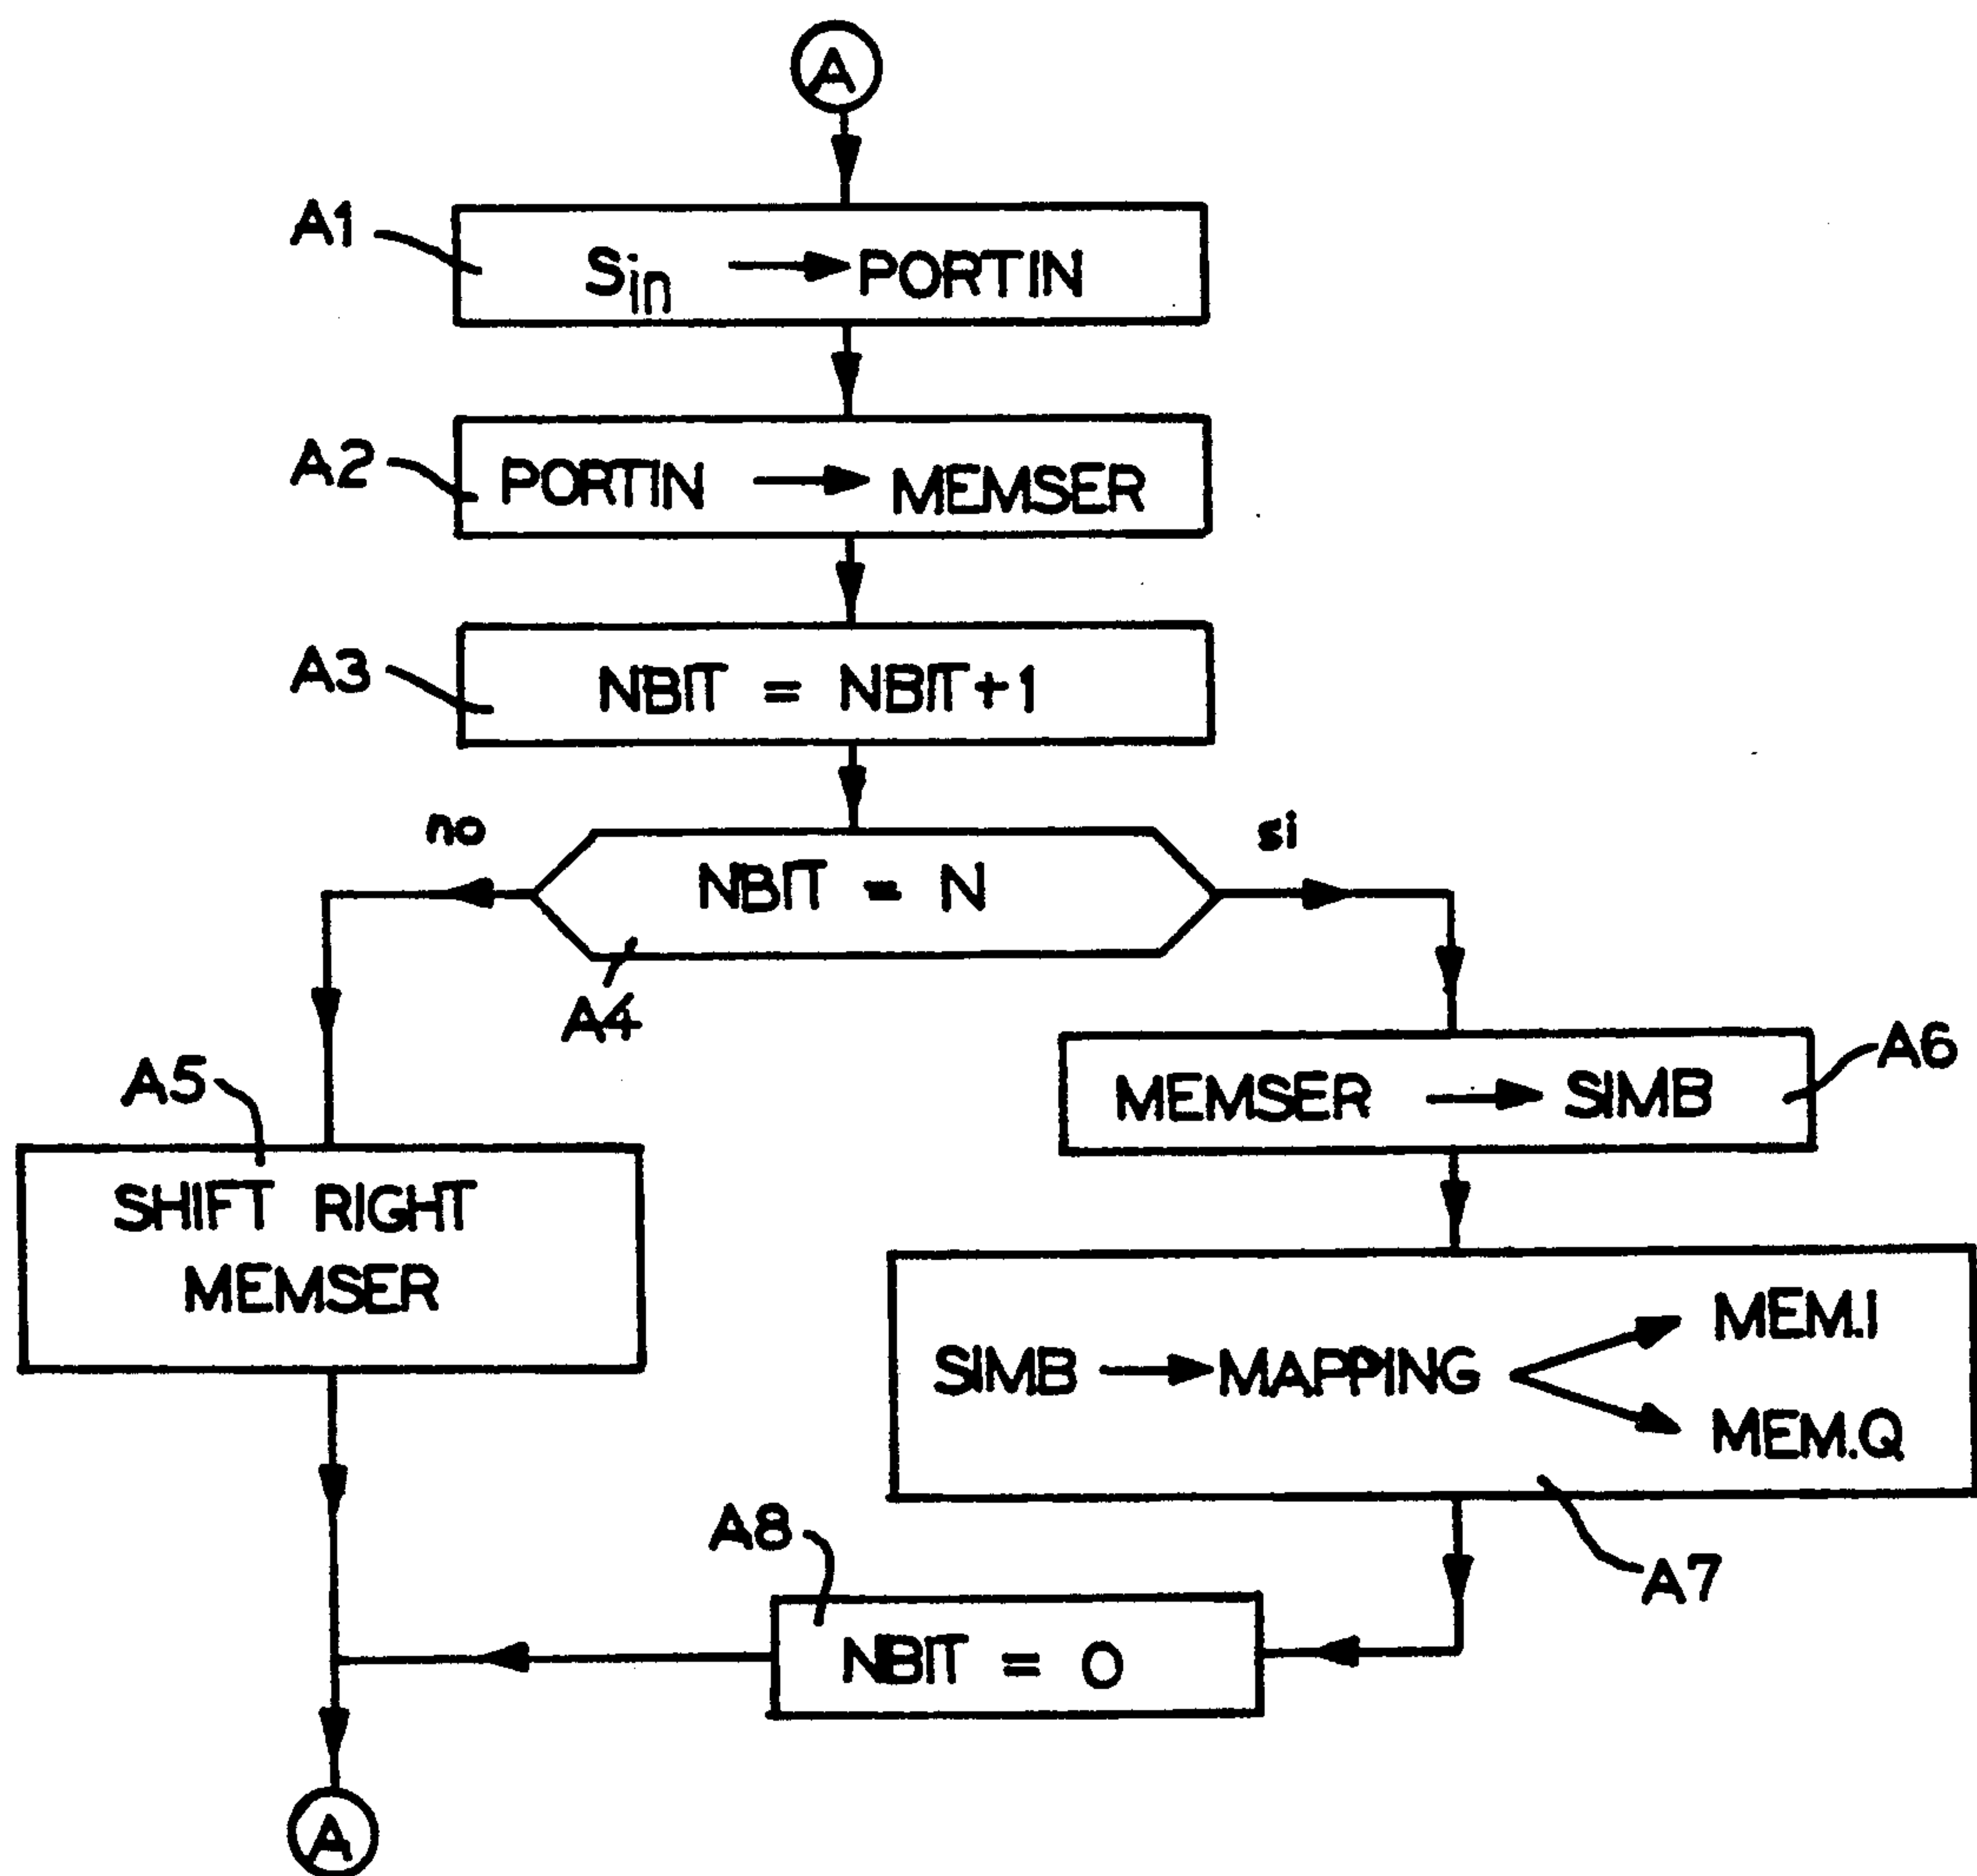 A
A1
Sin → PORTIN
A2
PORTIN → MEMSER
A3
NBIT = NBIT+1
no
si
NBIT = N
A4
A5
SHIFT RIGHT
MEMSER
A6
MEMSER → SIMB
SIMB → MAPPING
MEM.I
MEM.Q
A7
A8
NBIT = 0
A